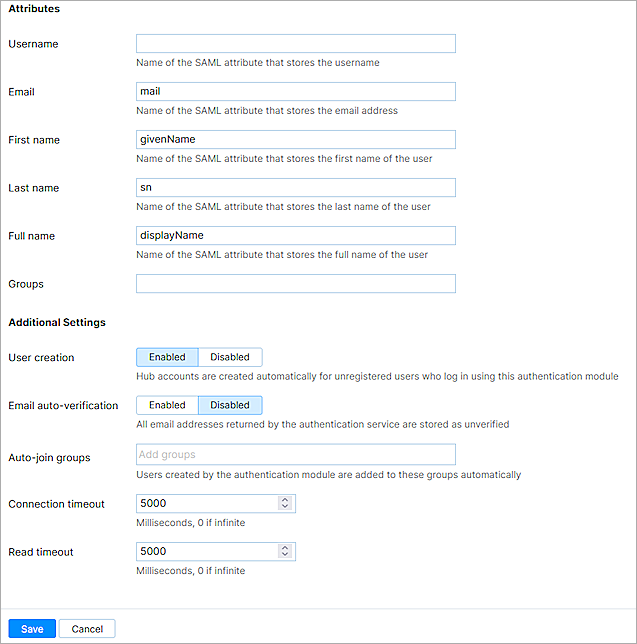 Attributes
Username
Name of the SAML attribute that stores the username
Email
mail
Name of the SAML attribute that stores the email address
First name
givenName
Name of the SAML attribute that stores the first name of the user
Last name
sn
Name of the SAML attribute that stores the last name of the user
Full name
displayName
Name of the SAML attribute that stores the full name of the user
Groups
Additional Settings
User creation
Enabled Disabled
Hub accounts are created automatically for unregistered users who log in using this authentication module
Email auto-verification
Enabled Disabled
All email addresses returned by the authentication service are stored as unverified
Auto-join groups
Add groups
Users created by the authentication module are added to these groups automatically
Connection timeout
5000
Milliseconds, 0 if infinite
Read timeout
5000
Milliseconds, 0 if infinite
Save Cancel